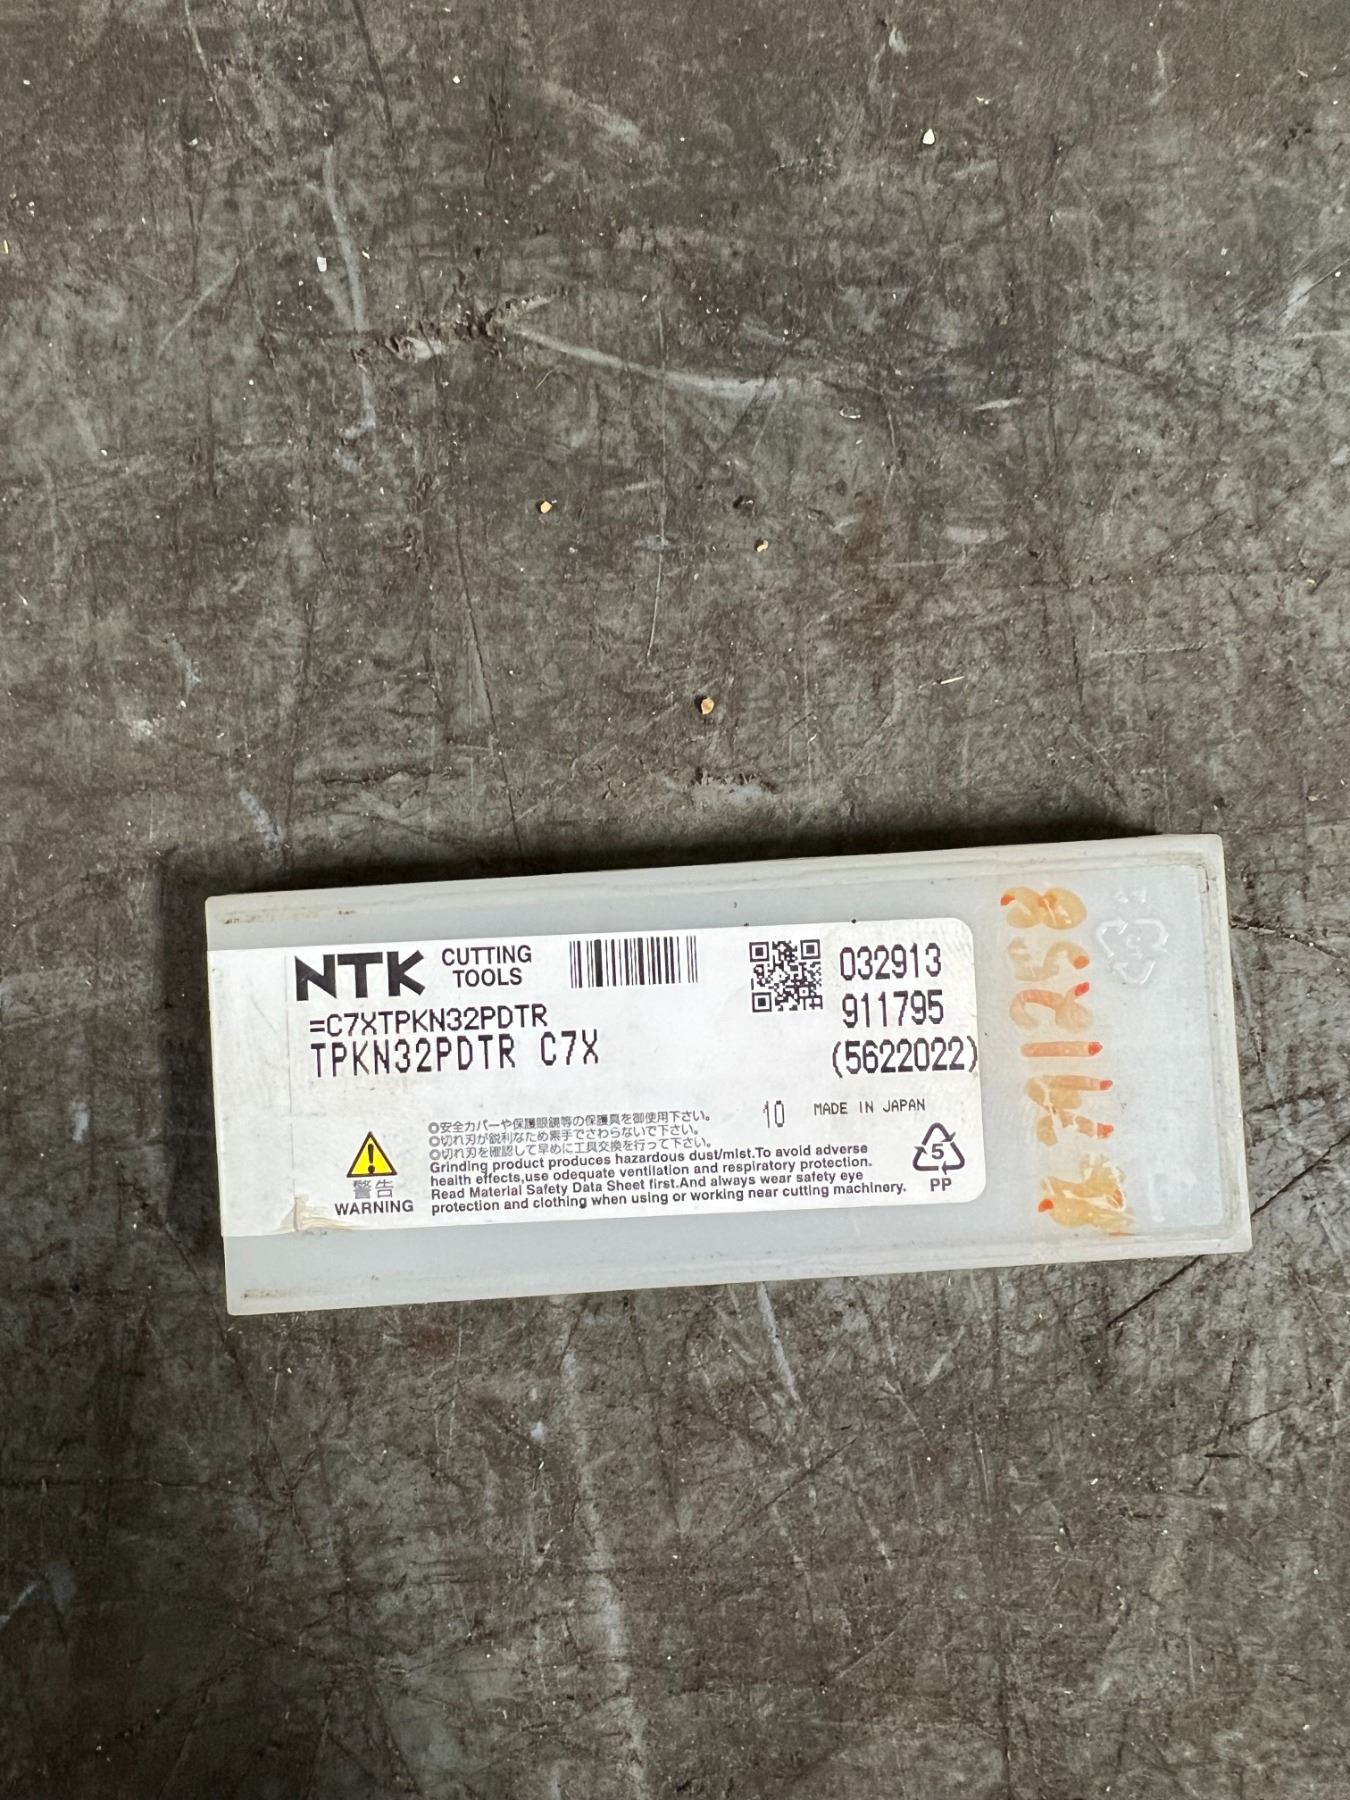 NTK CUTTING
TOOLS
=C7XTPKN32PDTR
TPKN32PDTR C7X
032913
911795
(5622022)
10 MADE IN JAPAN
◎安全カバーや保護眼鏡等の保護具を御使用下さい。
◎切れ刃が鋭利なため素手でさわらないで下さい。
◎切れ刃を確認して早めに工具交換を行って下さい。
Grinding product produces hazardous dust/mist.To avoid adverse
health effects,use odequate ventilation and respiratory protection.
Read Material Safety Data Sheet first.And always wear safety eye
protection and clothing when using or working near cutting machinery.
警告
WARNING
5
PP